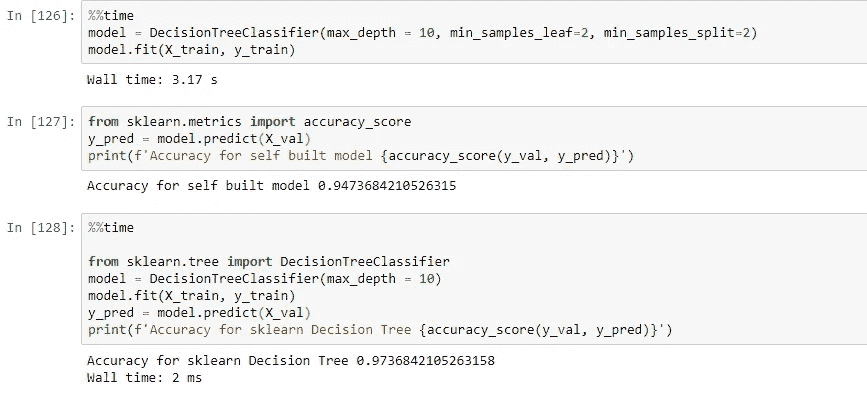 In [126]: %%time
model = DecisionTreeClassifier(max_depth = 10, min_samples_leaf=2, min_samples_split=2)
model.fit(X_train, y_train)
Wall time: 3.17 s
In [127]: from sklearn.metrics import accuracy_score
y_pred = model.predict(X_val)
print(f'Accuracy for self built model {accuracy_score(y_val, y_pred)}')
Accuracy for self built model 0.9473684210526315
In [128]: %%time
from sklearn.tree import DecisionTreeClassifier
model = DecisionTreeClassifier(max_depth = 10)
model.fit(X_train, y_train)
y_pred = model.predict(X_val)
print(f'Accuracy for sklearn Decision Tree {accuracy_score(y_val, y_pred)}')
Accuracy for sklearn Decision Tree 0.9736842105263158
Wall time: 2 ms